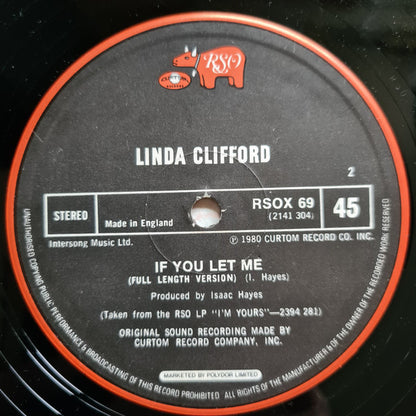 RSO
LINDA CLIFFORD
2
STEREO
Made in England
RSOX 69
(2141 304)
45
Intersong Music Ltd.
℗ 1980 CURTOM RECORD CO. INC.
IF YOU LET ME
(FULL LENGTH VERSION) (I. Hayes)
Produced by Isaac Hayes
(Taken from the RSO LP "I'M YOURS"—2394 281)
ORIGINAL SOUND RECORDING MADE BY
CURTOM RECORD COMPANY, INC.
MARKETED BY POLYDOR LIMITED
UNAUTHORISED COPYING PUBLIC PERFORMANCE & BROADCASTING OF THIS RECORD PROHIBITED. ALL RIGHTS OF THE MANUFACTURER & OF THE OWNER OF THE RECORDED WORK RESERVED